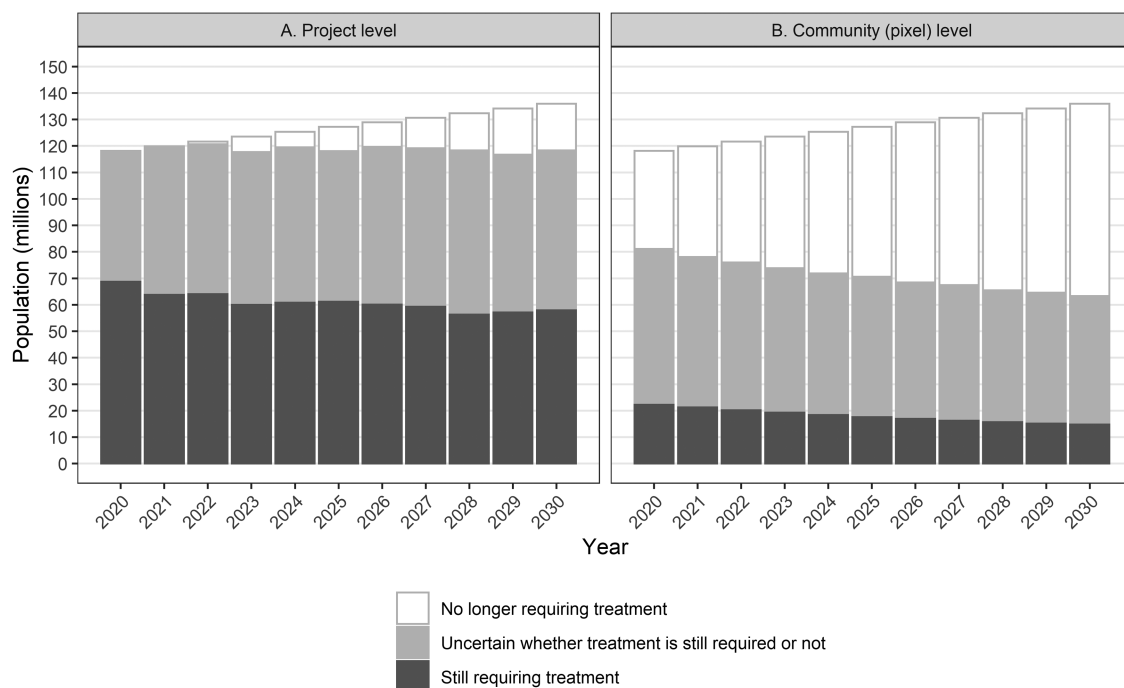 A. Project level
B. Community (pixel) level
Population (millions)
150
140
130
120
110
100
90
80
70
60
50
40
30
20
10
0
2020 2021 2022 2023 2024 2025 2026 2027 2028 2029 2030
2020 2021 2022 2023 2024 2025 2026 2027 2028 2029 2030
Year
No longer requiring treatment
Uncertain whether treatment is still required or not
Still requiring treatment